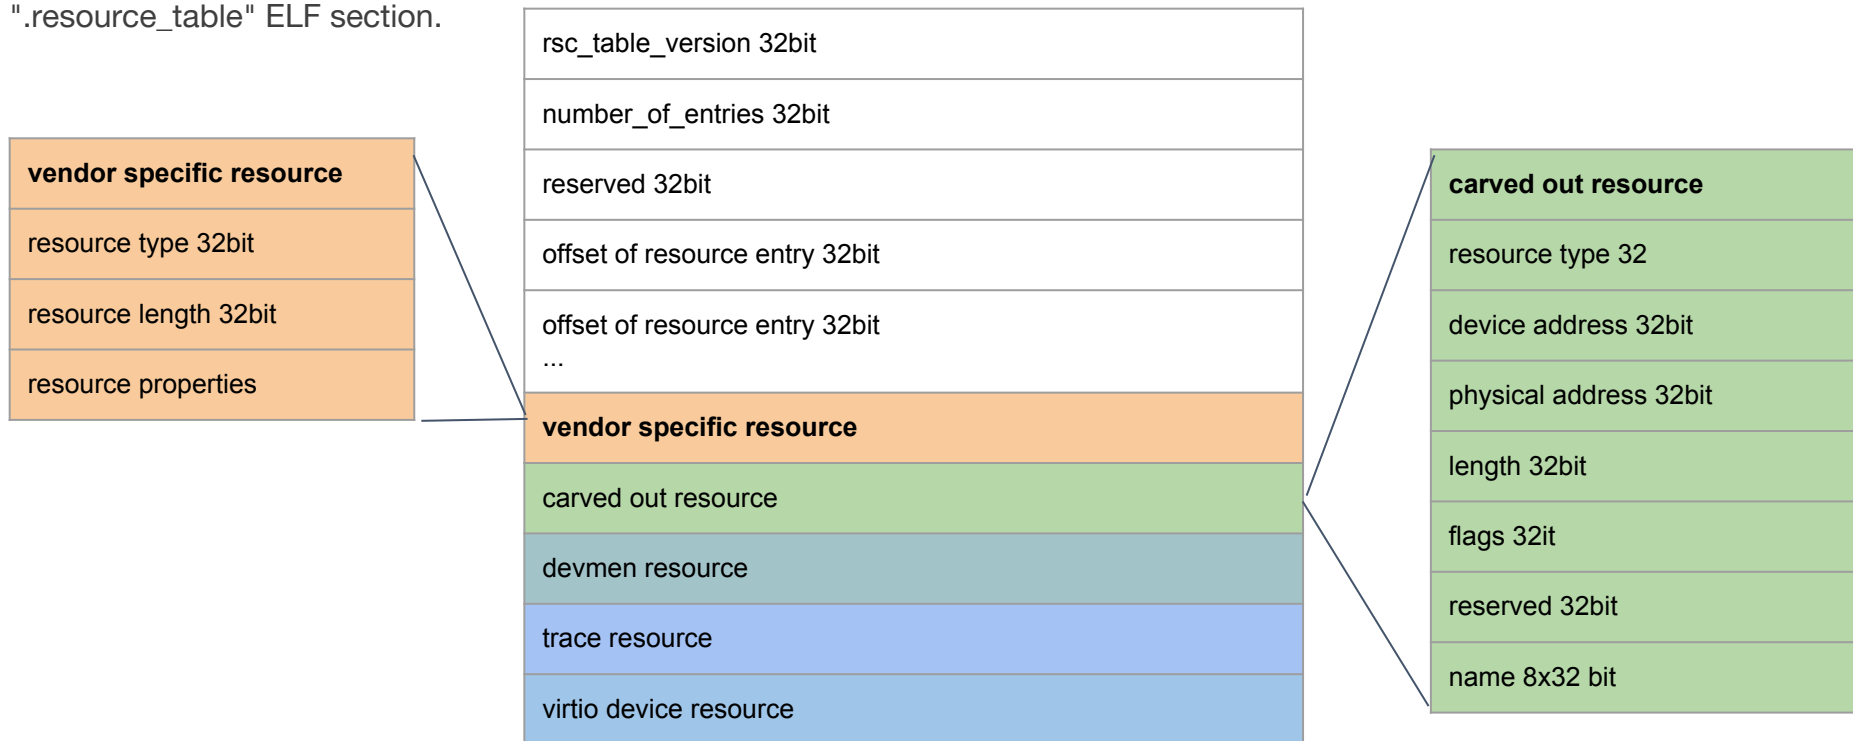 ".resource_table" ELF section.
vendor specific resource
resource type 32bit
resource length 32bit
resource properties
rsc_table_version 32bit
number_of_entries 32bit
reserved 32bit
offset of resource entry 32bit
offset of resource entry 32bit
...
vendor specific resource
carved out resource
devmen resource
trace resource
virtio device resource
carved out resource
resource type 32
device address 32bit
physical address 32bit
length 32bit
flags 32it
reserved 32bit
name 8x32 bit